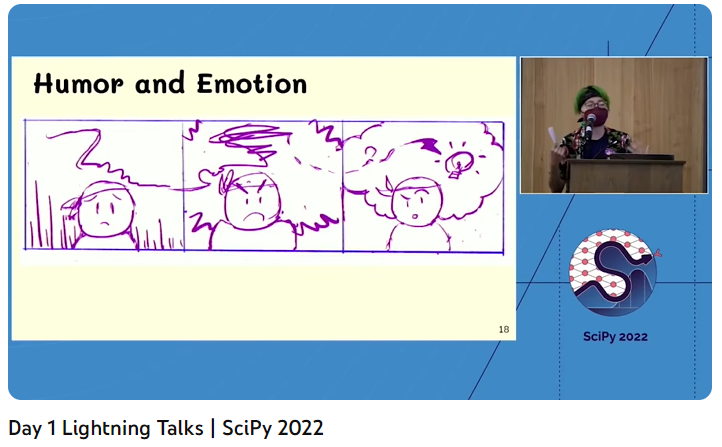 Humor and Emotion
18
SciPy 2022
Day 1 Lightning Talks | SciPy 2022